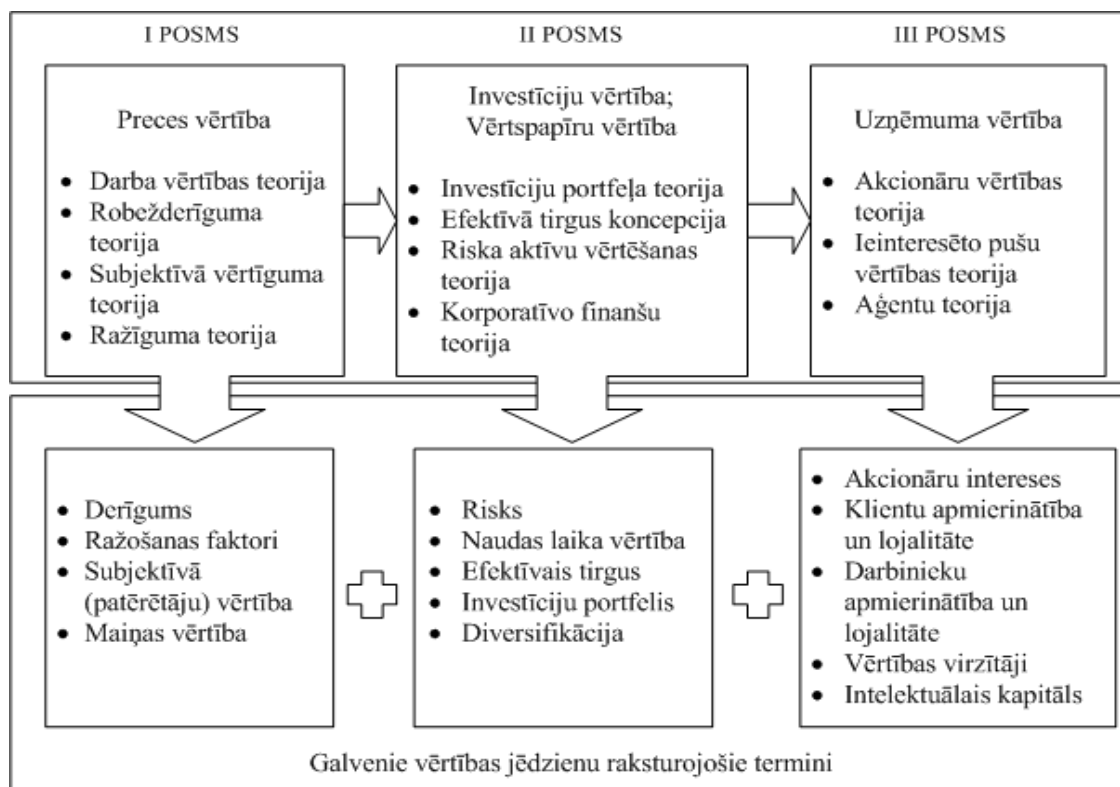 I POSMS
II POSMS
III POSMS
Preces vērtība
• Darba vērtības teorija
• Robežderīguma
teorija
• Subjektīvā vērtīguma
teorija
• Ražīguma teorija
Investīciju vērtība;
Vērtspapīru vērtība
• Investīciju portfeļa teorija
• Efektīvā tirgus koncepcija
• Riska aktīvu vērtēšanas
teorija
• Korporatīvo finanšu
teorija
Uzņēmuma vērtība
• Akcionāru vērtības
teorija
• Ieinteresēto pušu
vērtības teorija
• Aģentu teorija
• Derīgums
• Ražošanas faktori
• Subjektīvā
(patērētāju) vērtība
• Maiņas vērtība
• Risks
• Naudas laika vērtība
• Efektīvais tirgus
• Investīciju portfelis
• Diversifikācija
• Akcionāru intereses
• Klientu apmierinātība
un lojalitāte
• Darbinieku
apmierinātība un
lojalitāte
• Vērtības virzītāji
• Intelektuālais kapitāls
Galvenie vērtības jēdzienu raksturojošie termini